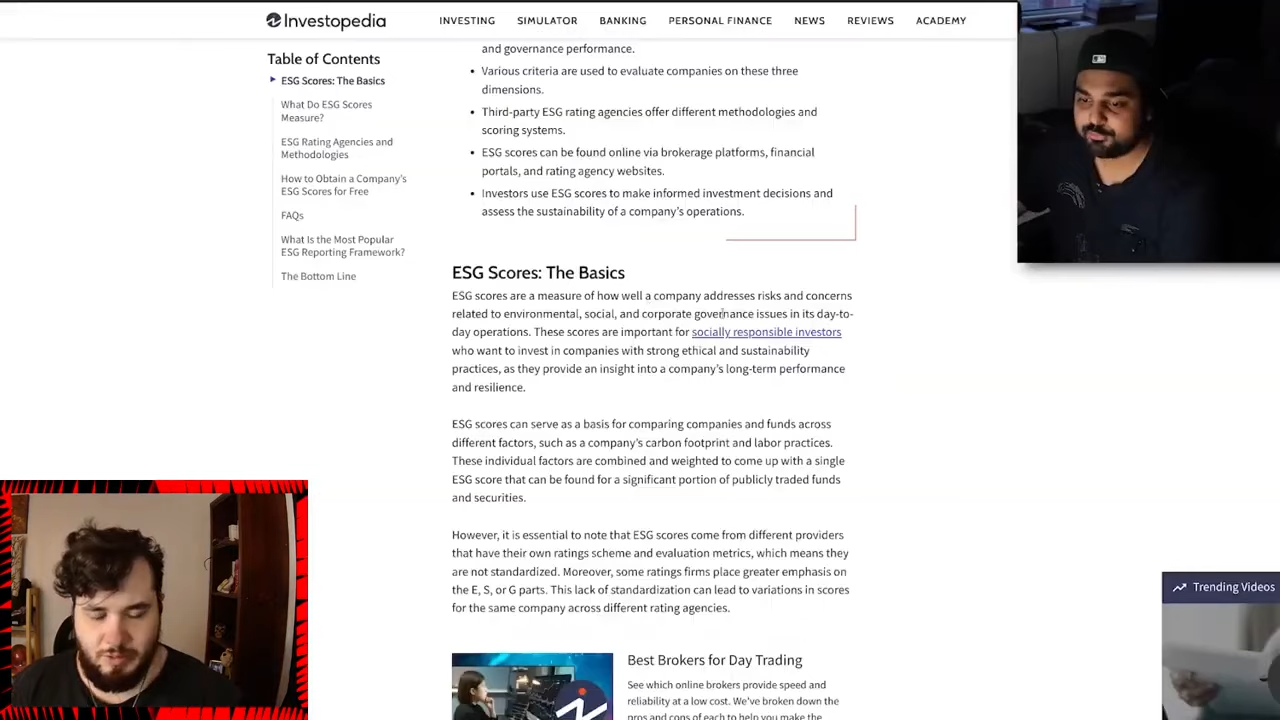 Investopedia
INVESTING SIMULATOR BANKING PERSONAL FINANCE NEWS REVIEWS ACADEMY
Table of Contents
ESG Scores: The Basics
What Do ESG Scores
Measure?
ESG Rating Agencies and
Methodologies
How to Obtain a Company's
ESG Scores for Free
FAQs
What Is the Most Popular
ESG Reporting Framework?
The Bottom Line
and governance performance.
• Various criteria are used to evaluate companies on these three
dimensions.
• Third-party ESG rating agencies offer different methodologies and
scoring systems.
• ESG scores can be found online via brokerage platforms, financial
portals, and rating agency websites.
• Investors use ESG scores to make informed investment decisions and
assess the sustainability of a company's operations.
ESG Scores: The Basics
ESG scores are a measure of how well a company addresses risks and concerns
related to environmental, social, and corporate governance issues in its day-to-
day operations. These scores are important for socially responsible investors
who want to invest in companies with strong ethical and sustainability
practices, as they provide an insight into a company's long-term performance
and resilience.
ESG scores can serve as a basis for comparing companies and funds across
different factors, such as a company's carbon footprint and labor practices.
These individual factors are combined and weighted to come up with a single
ESG score that can be found for a significant portion of publicly traded funds
and securities.
However, it is essential to note that ESG scores come from different providers
that have their own ratings scheme and evaluation metrics, which means they
are not standardized. Moreover, some ratings firms place greater emphasis on
the E, S, or G parts. This lack of standardization can lead to variations in scores
for the same company across different rating agencies.
Best Brokers for Day Trading
See which online brokers provide speed and
reliability at a low cost. We've broken down the
pros and cons of each to help you make the
Trending Videos